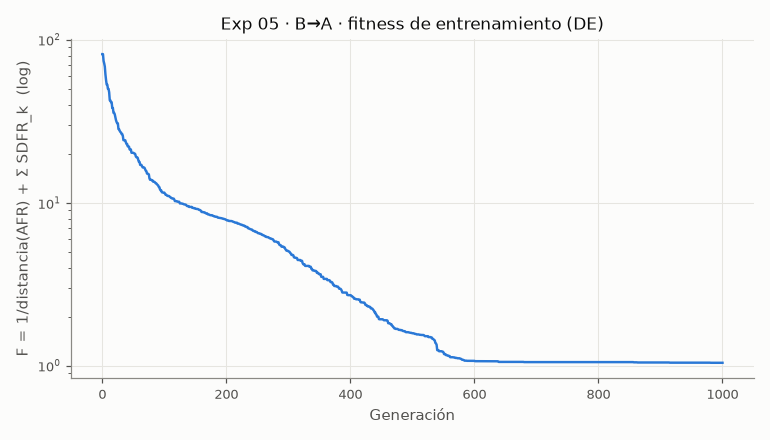 Exp 05 · B→A · fitness de entrenamiento (DE)
F = 1/distancia(AFR) + Σ SDFR_k  (log)
10²
10¹
10⁰
0 200 400 600 800 1000
Generación